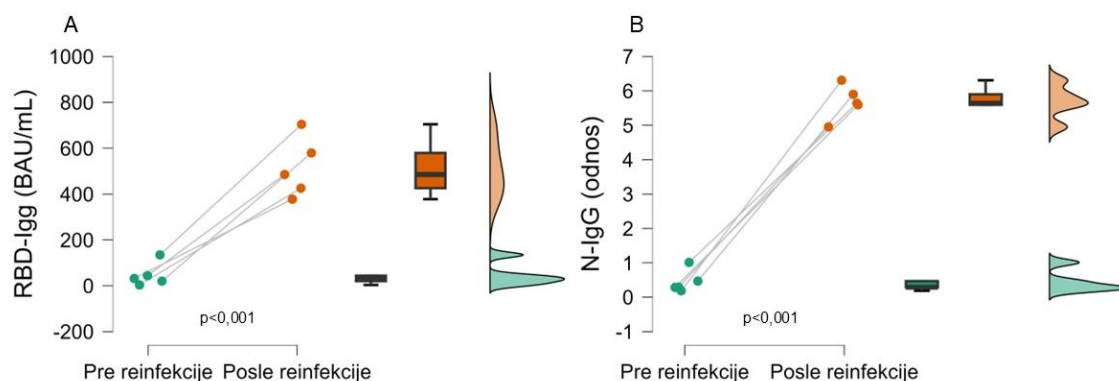 A
RBD-Igg (BAU/mL)
1000
800
600
400
200
0
-200
p<0,001
Pre reinfekcije Posle reinfekcije
B
N-IgG (odnos)
7
6
5
4
3
2
1
0
-1
p<0,001
Pre reinfekcije Posle reinfekcije